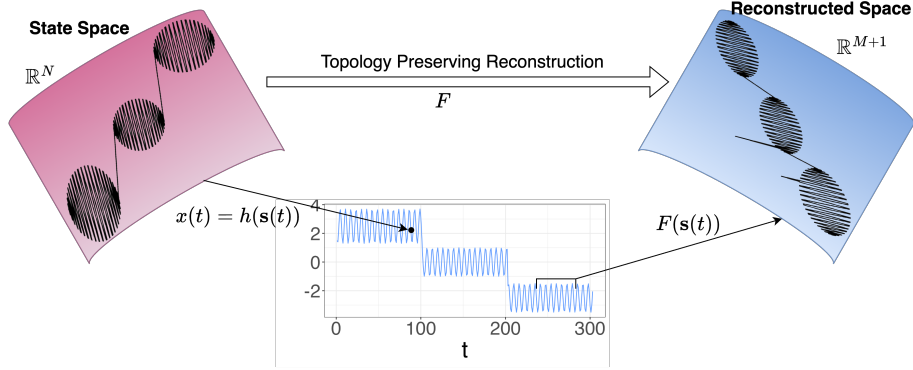 State Space
Reconstructed Space
ℝ^N
ℝ^{M+1}
Topology Preserving Reconstruction
F
x(t) = h(s(t))
F(s(t))
4
2
0
-2
0
100
200
300
t